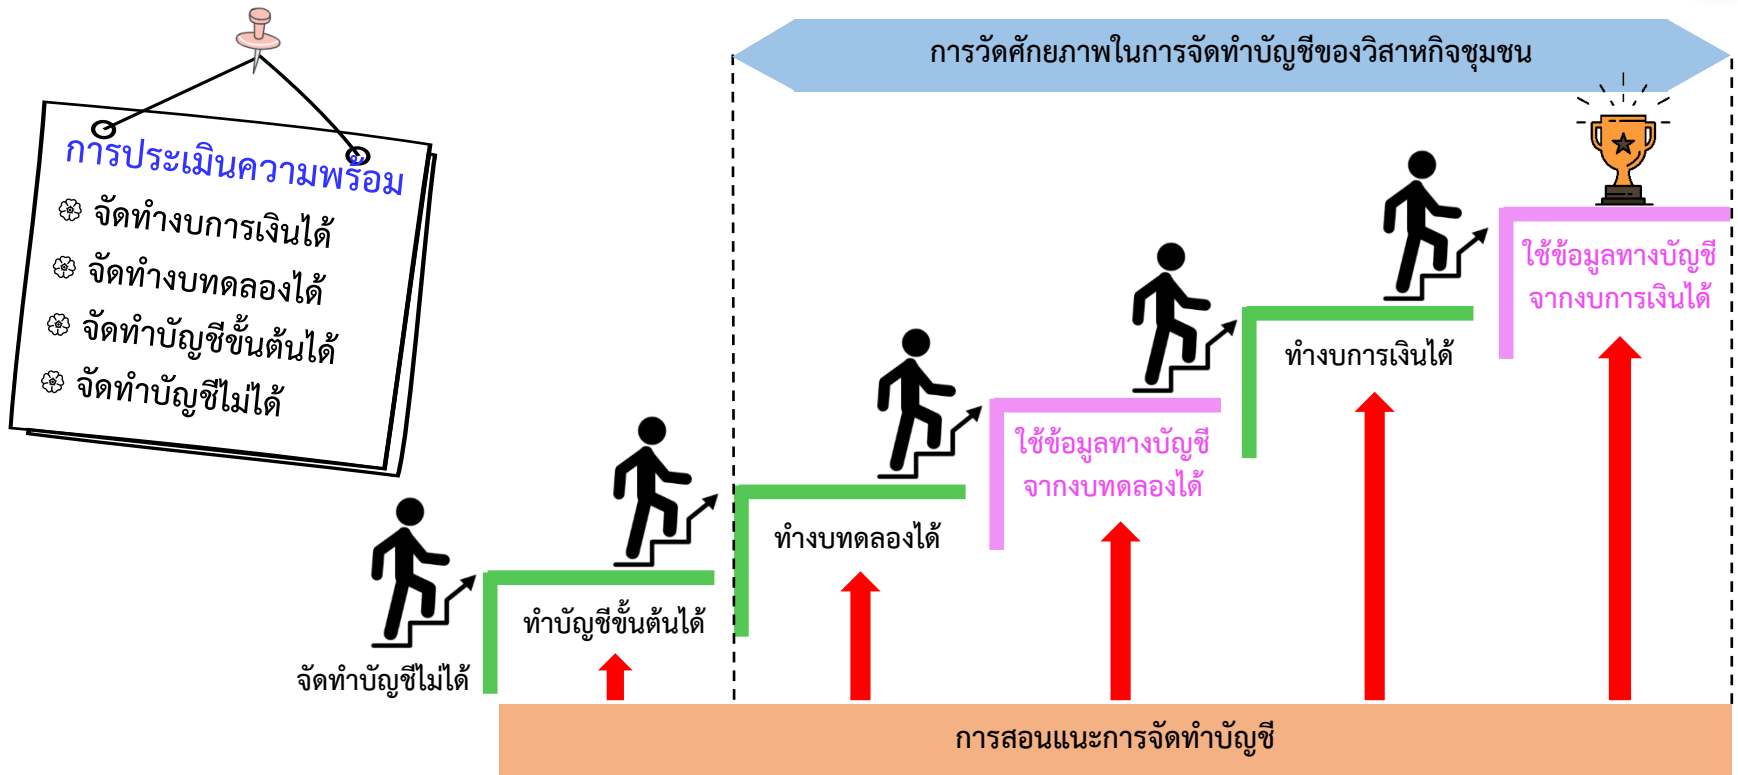 การวัดศักยภาพในการจัดทำบัญชีของวิสาหกิจชุมชน
การประเมินความพร้อม
จัดทำงบการเงินได้
จัดทำงบทดลองได้
จัดทำบัญชีขั้นต้นได้
จัดทำบัญชีไม่ได้
จัดทำบัญชีไม่ได้
ทำบัญชีขั้นต้นได้
ทำงบทดลองได้
ใช้ข้อมูลทางบัญชี
จากงบทดลองได้
ทำงบการเงินได้
ใช้ข้อมูลทางบัญชี
จากงบการเงินได้
การสอนแนะการจัดทำบัญชี